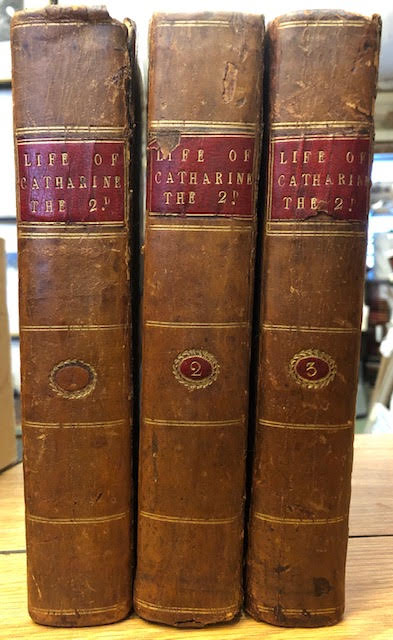 LIFE OF
CATHARINE
THE 2ᴰ
LIFE OF
CATHARINE
THE 2ᴰ
2
LIFE OF
CATHARINE
THE 2ᴰ
3